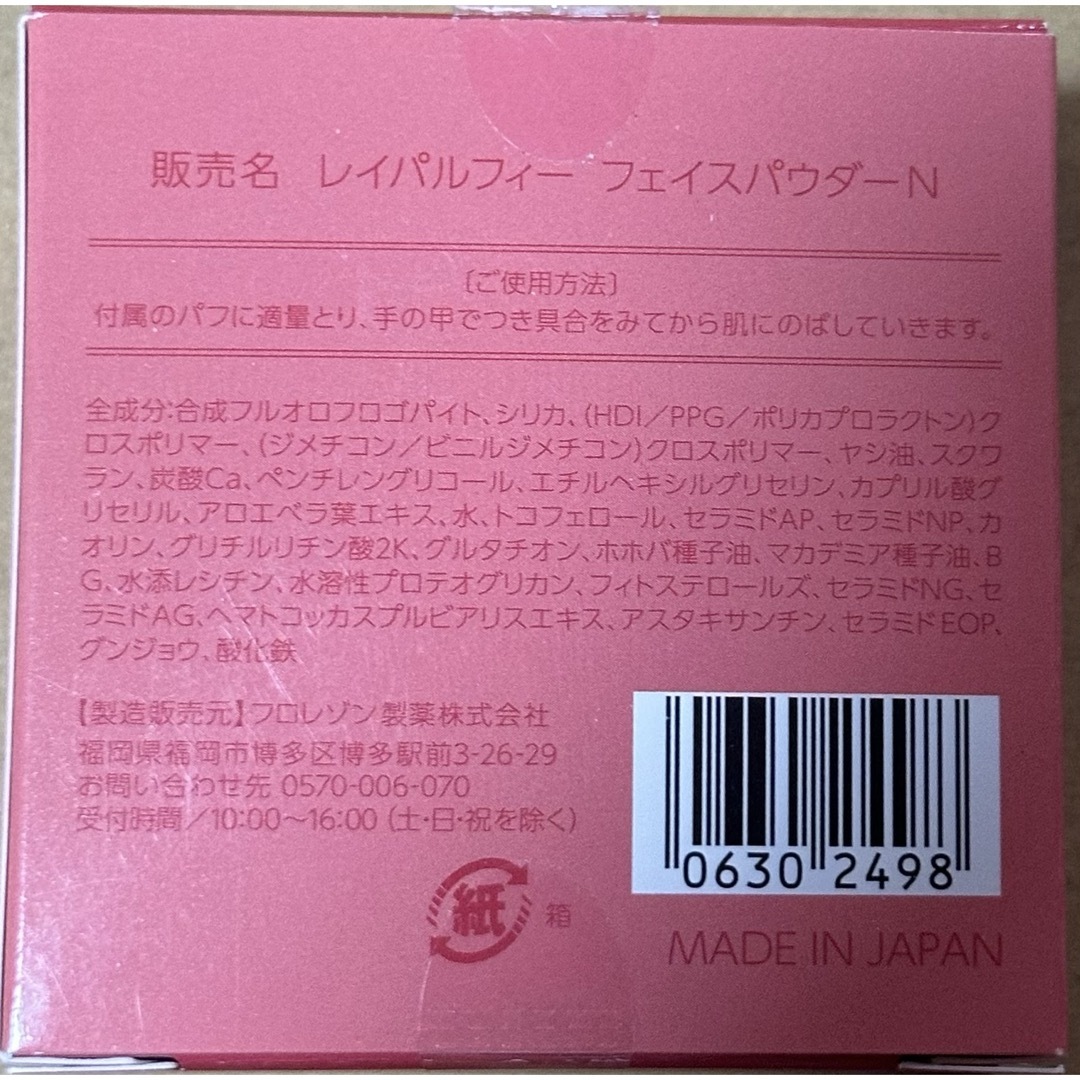 販売名 レイパルフィー フェイスパウダーN
〔ご使用方法〕
付属のパフに適量とり、手の甲でつき具合をみてから肌にのばしていきます。
全成分:合成フルオロフロゴパイト、シリカ、(HDI/PPG/ポリカプロラクトン)ク
ロスポリマー、(ジメチコン/ビニルジメチコン)クロスポリマー、ヤシ油、スクワ
ラン、炭酸Ca、ペンチレングリコール、エチルヘキシルグリセリン、カプリル酸グ
リセリル、アロエベラ葉エキス、水、トコフェロール、セラミドAP、セラミドNP、カ
オリン、グリチルリチン酸2K、グルタチオン、ホホバ種子油、マカデミア種子油、B
G、水添レシチン、水溶性プロテオグリカン、フィトステロールズ、セラミドNG、セ
ラミドAG、ヘマトコッカスプルビアリスエキス、アスタキサンチン、セラミドEOP、
グンジョウ、酸化鉄
【製造販売元】フロレゾン製薬株式会社
福岡県福岡市博多区博多駅前3-26-29
お問い合わせ先 0570-006-070
受付時間/10:00〜16:00 (土・日・祝を除く)
0630 2498
紙 箱
MADE IN JAPAN